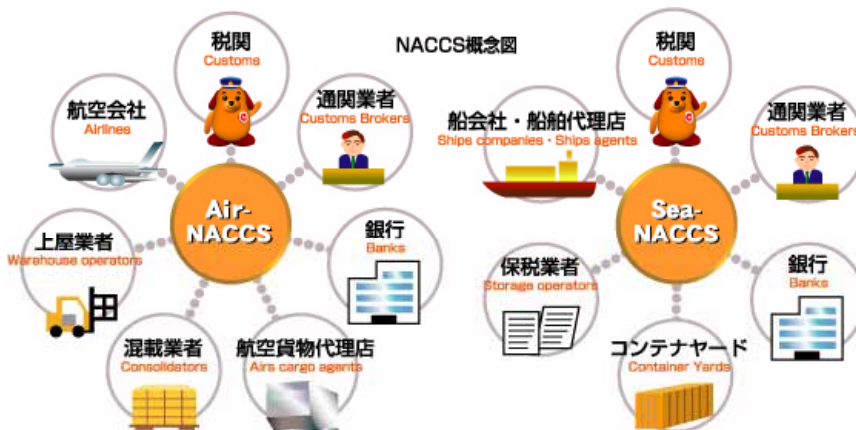 NACCS概念図
税関
Customs
航空会社
Airlines
通関業者
Customs Brokers
Air-
NACCS
上屋業者
Warehouse operators
銀行
Banks
混載業者
Consolidators
航空貨物代理店
Airs cargo agents
税関
Customs
船会社・船舶代理店
Ships companies・Ships agents
通関業者
Customs Brokers
Sea-
NACCS
保税業者
Storage operators
銀行
Banks
コンテナヤード
Container Yards